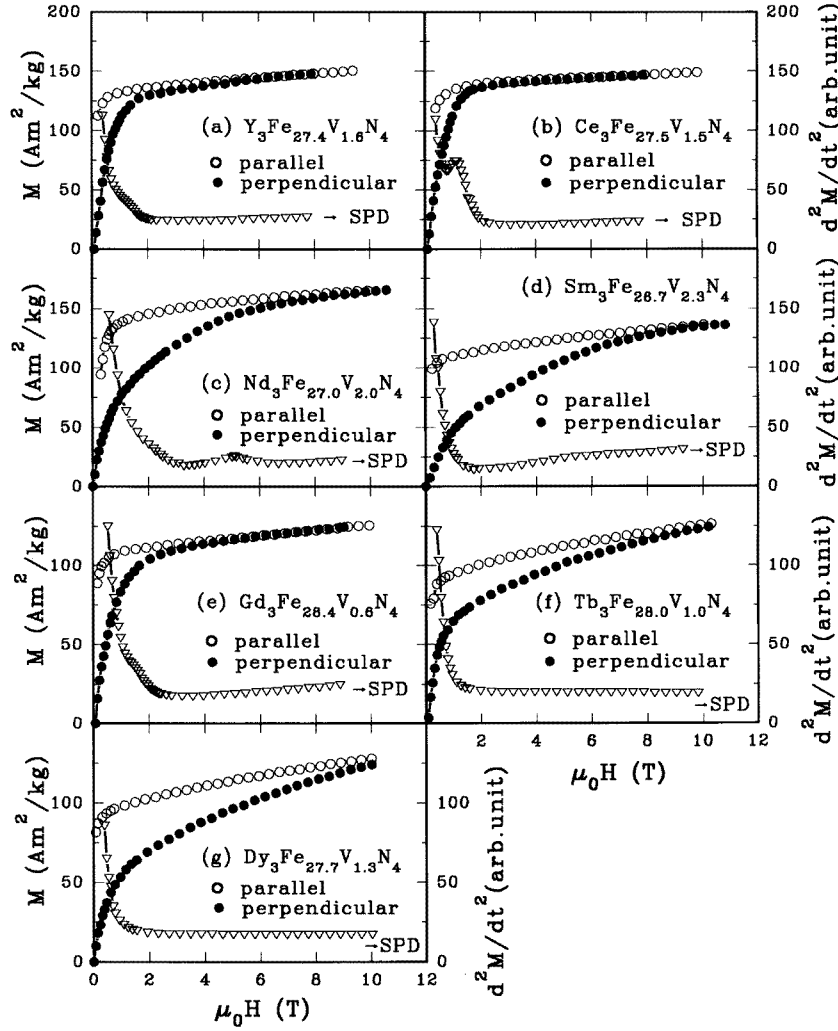 200
150
100
50
0
M (Am²/kg)
(a) Y₃Fe₂₇.₄V₁.₆N₄
○ parallel
● perpendicular
→ SPD
(b) Ce₃Fe₂₇.₅V₁.₅N₄
○ parallel
● perpendicular
→ SPD
200
150
100
50
0
d²M/dt² (arb.unit)
150
100
50
0
M (Am²/kg)
(c) Nd₃Fe₂₇.₀V₂.₀N₄
○ parallel
● perpendicular
→SPD
(d) Sm₃Fe₂₆.₇V₂.₃N₄
○ parallel
● perpendicular
→SPD
150
100
50
0
d²M/dt² (arb.unit)
100
50
0
M (Am²/kg)
(e) Gd₃Fe₂₈.₄V₀.₆N₄
○ parallel
● perpendicular
→SPD
(f) Tb₃Fe₂₈.₀V₁.₀N₄
○ parallel
● perpendicular
→SPD
100
50
0
d²M/dt² (arb.unit)
2 4 6 8 10 12
μ₀H (T)
100
50
0
M (Am²/kg)
(g) Dy₃Fe₂₇.₇V₁.₃N₄
○ parallel
● perpendicular
→SPD
100
50
0
d²M/dt² (arb.unit)
0 2 4 6 8 10 12
μ₀H (T)